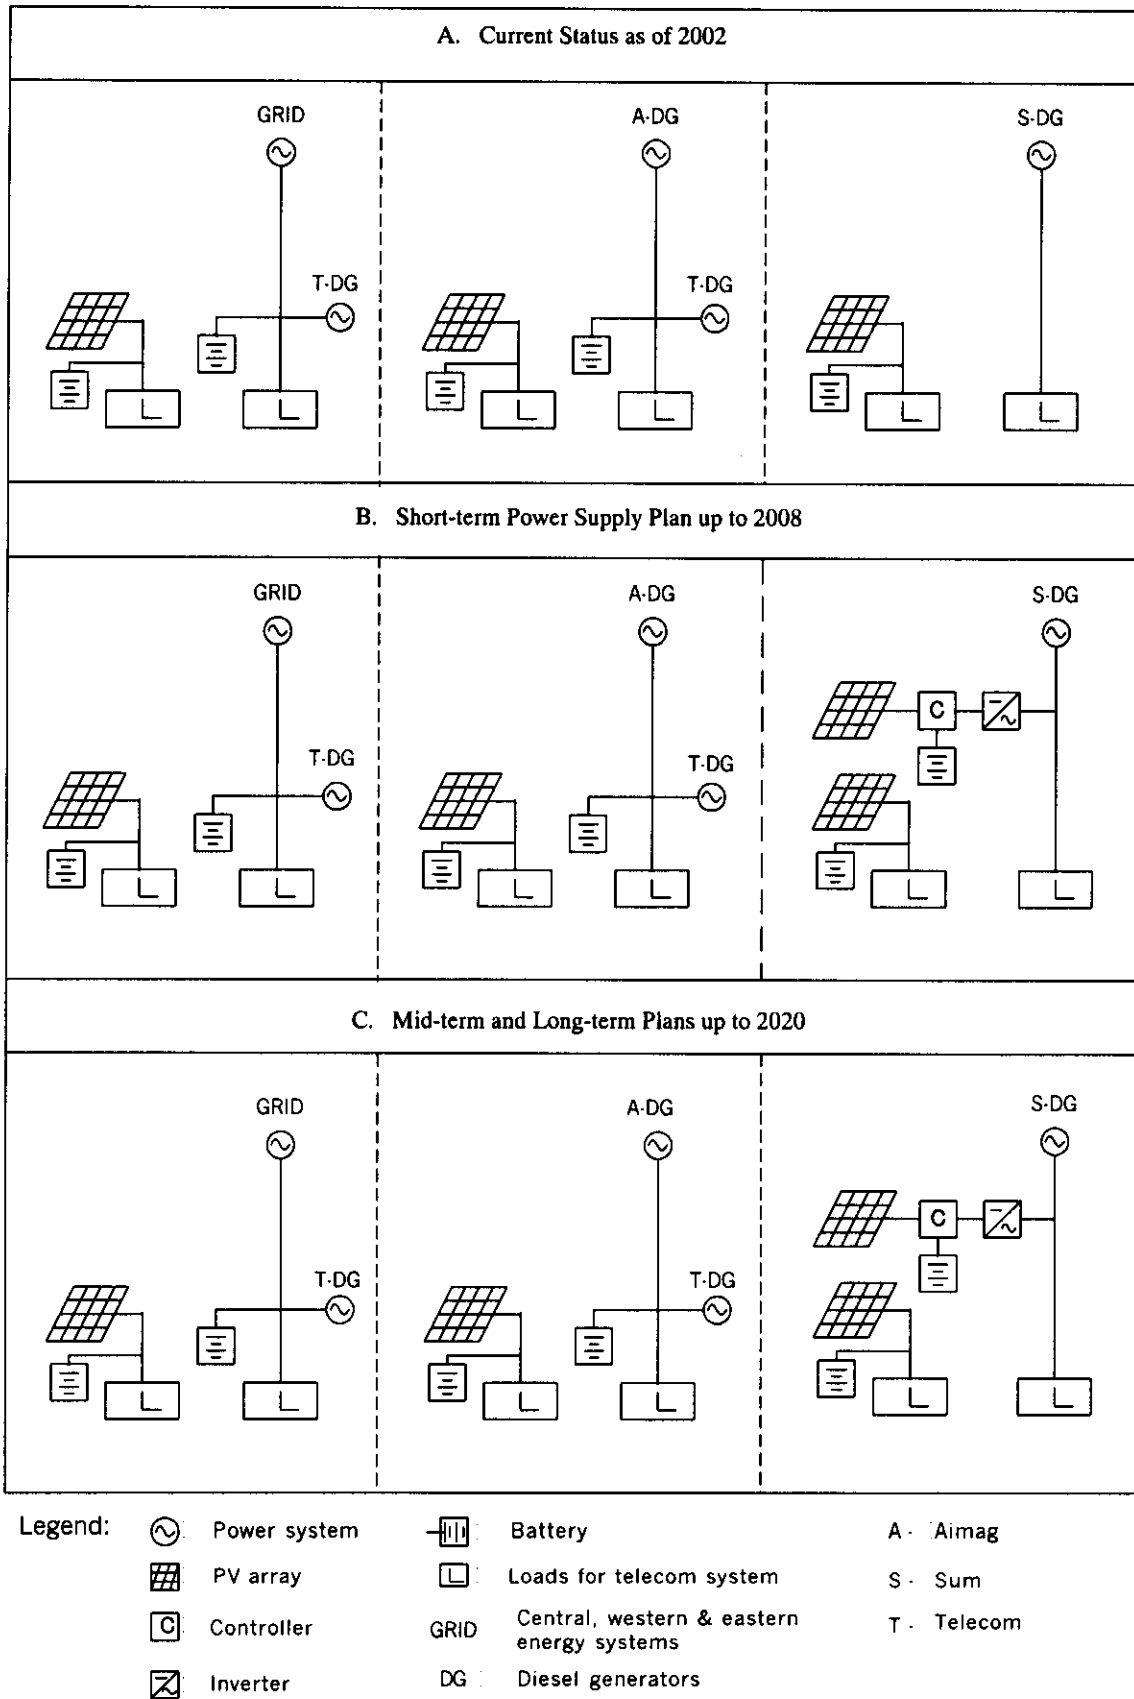 A. Current Status as of 2002
GRID
A·DG
S·DG
T·DG
T·DG
L
L
L
L
L
L
B. Short-term Power Supply Plan up to 2008
GRID
A·DG
S·DG
C
T·DG
T·DG
L
L
L
L
L
L
C. Mid-term and Long-term Plans up to 2020
GRID
A·DG
S·DG
C
T·DG
T·DG
L
L
L
L
L
L
Legend:
Power system
Battery
A · Aimag
PV array
L
Loads for telecom system
S · Sum
C
Controller
GRID
Central, western & eastern
energy systems
T · Telecom
Inverter
DG
Diesel generators